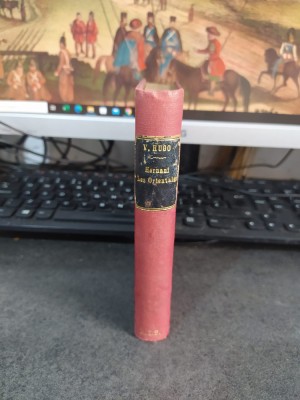 V. HUGO
Hernani
Les Orientales